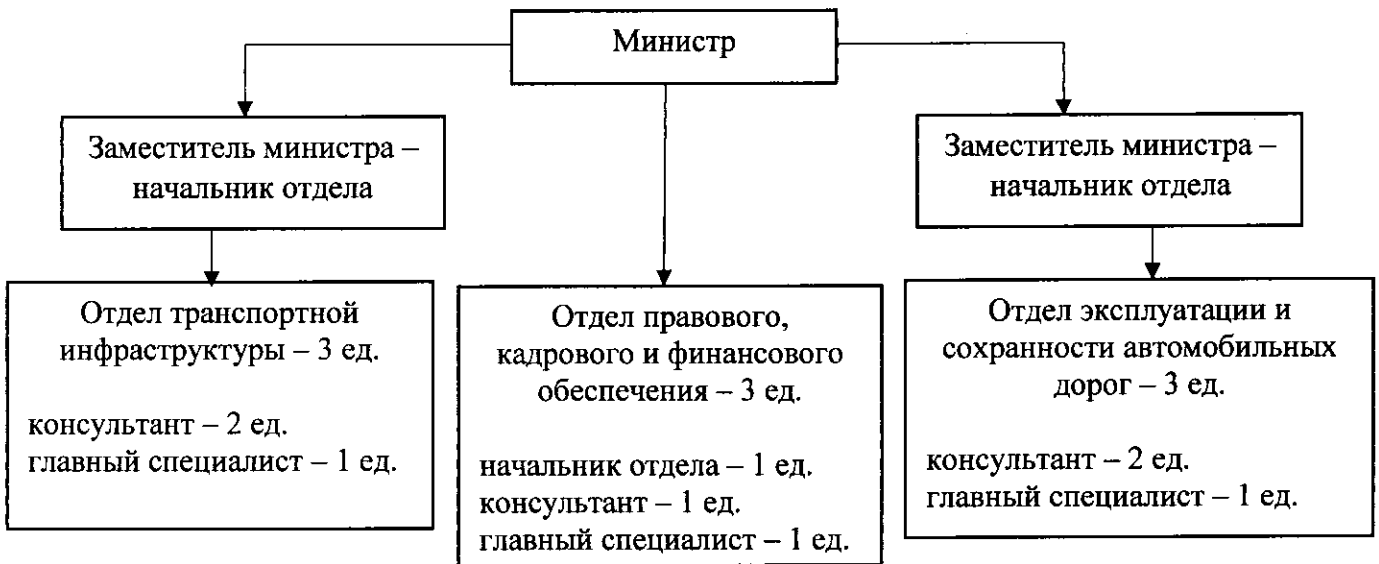 Министр
Заместитель министра –
начальник отдела
Заместитель министра –
начальник отдела
Отдел транспортной
инфраструктуры – 3 ед.
консультант – 2 ед.
главный специалист – 1 ед.
Отдел правового,
кадрового и финансового
обеспечения – 3 ед.
начальник отдела – 1 ед.
консультант – 1 ед.
главный специалист – 1 ед.
Отдел эксплуатации и
сохранности автомобильных
дорог – 3 ед.
консультант – 2 ед.
главный специалист – 1 ед.